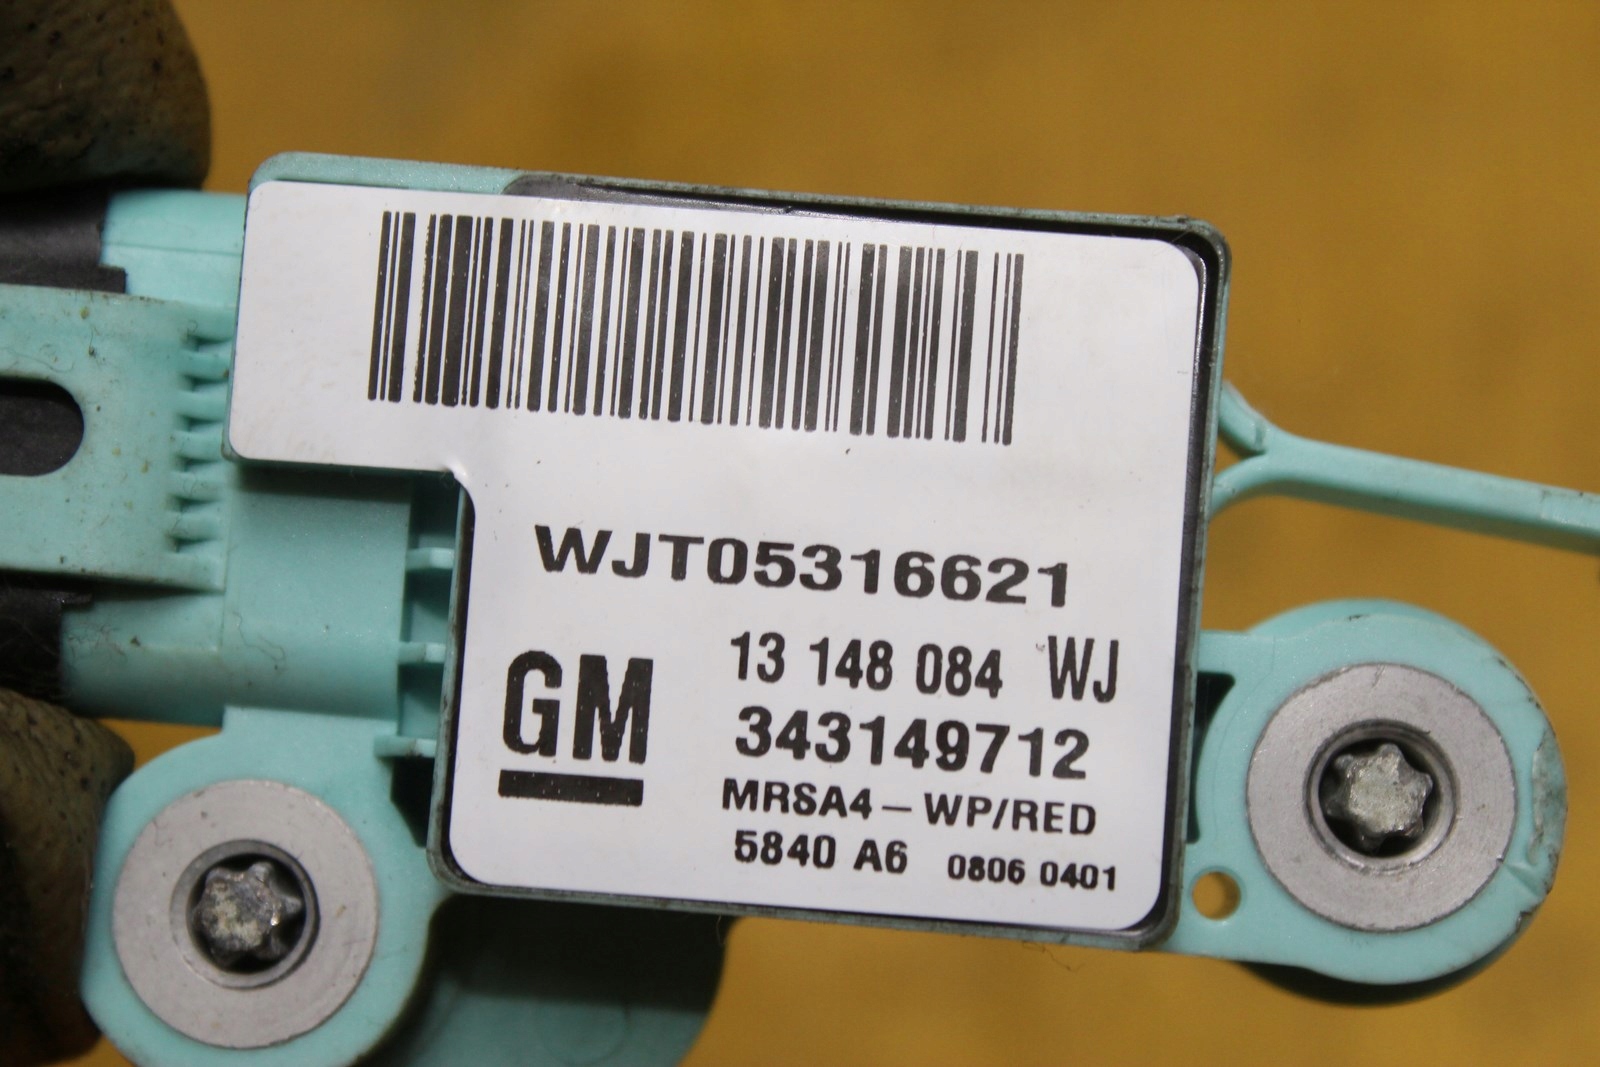 WJT05316621
GM
13 148 084 WJ
343149712
MRSA4-WP/RED
5840 A6 0806 0401